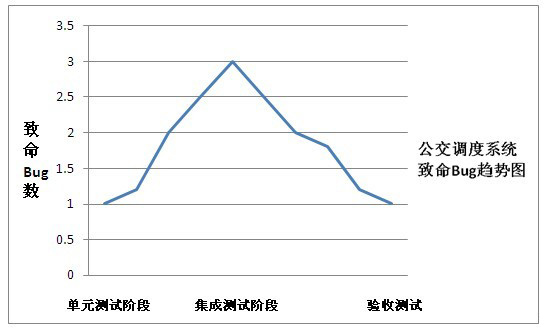 3.5
3
2.5
2
1.5
1
0.5
0
致
命
Bug
数
单元测试阶段
集成测试阶段
验收测试
公交调度系统
致命Bug趋势图